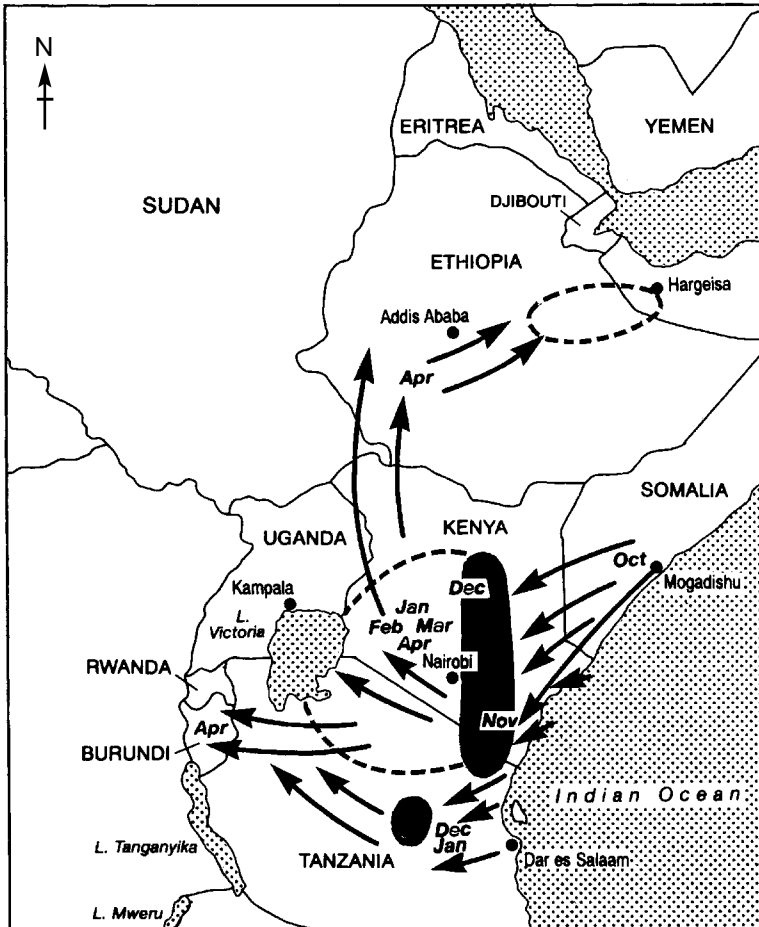 N
ERITREA
YEMEN
SUDAN
DJIBOUTI
ETHIOPIA
Hargeisa
Addis Ababa
Apr
SOMALIA
UGANDA
KENYA
Oct
Mogadishu
Kampala
Dec
L.
Victoria
Jan
Feb Mar
Apr
Nairobi
RWANDA
Nov
Apr
BURUNDI
Indian Ocean
Dec
Jan
L. Tanganyika
TANZANIA
Dar es Salaam
L. Mweru